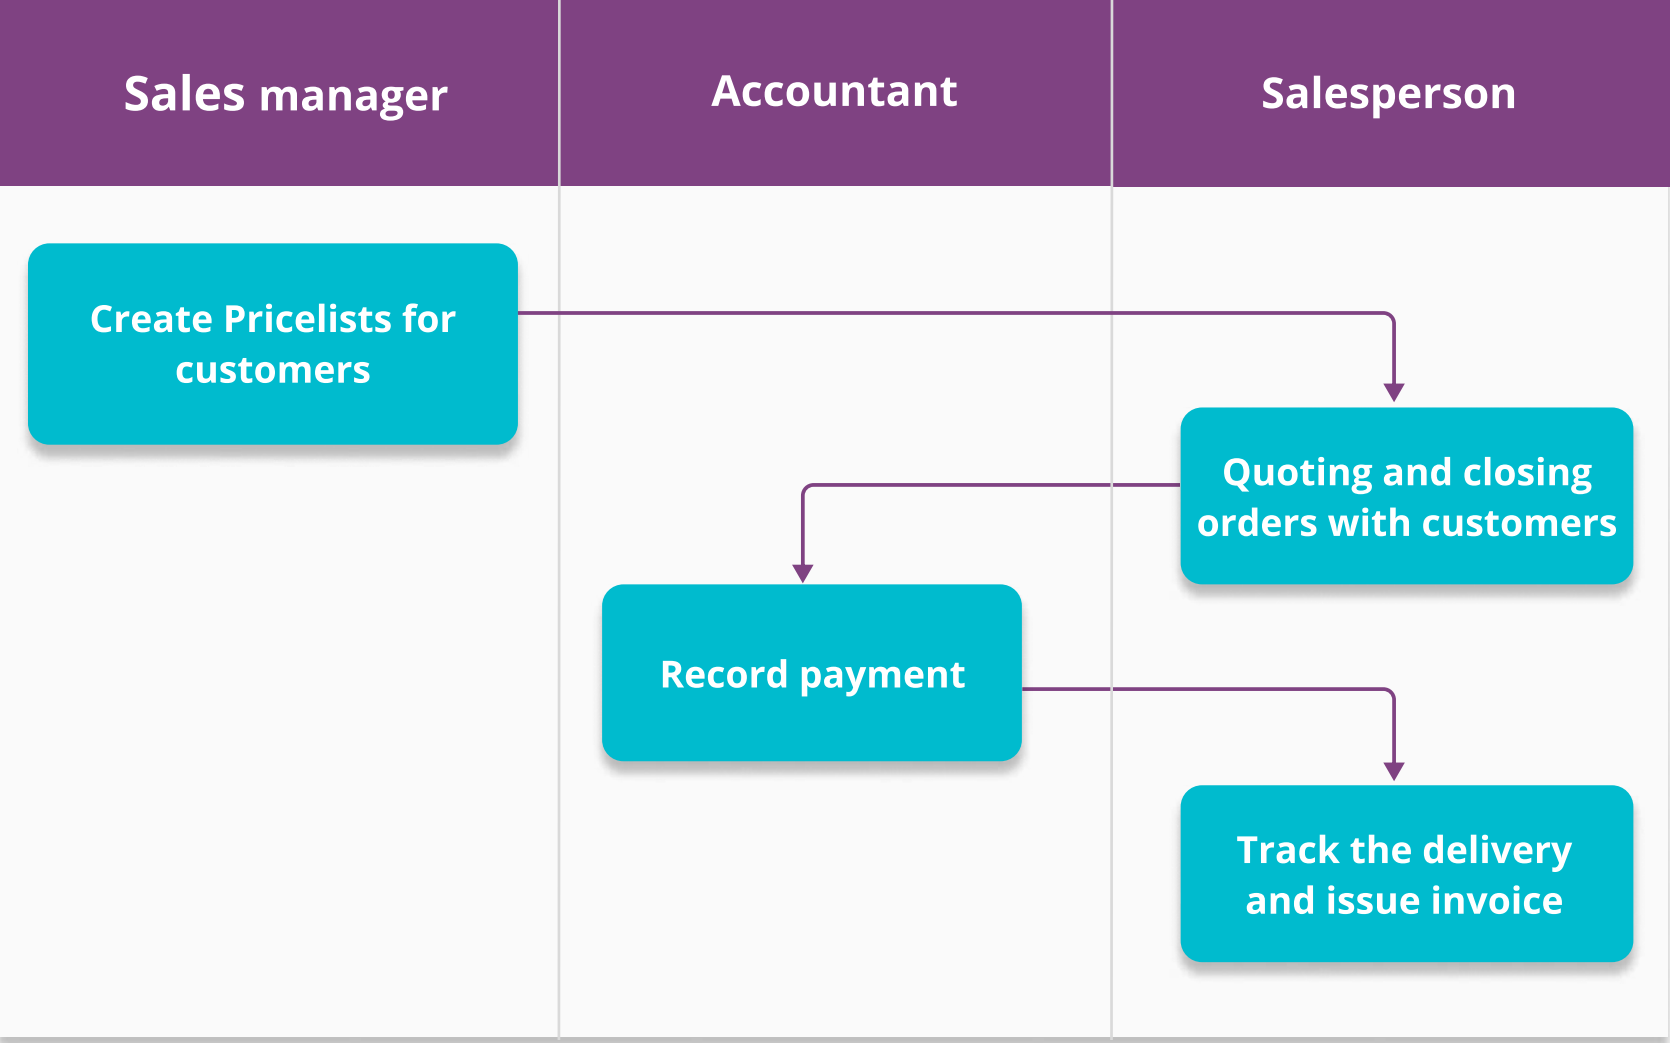 Sales manager
Accountant
Salesperson
Create Pricelists for
customers
Quoting and closing
orders with customers
Record payment
Track the delivery
and issue invoice